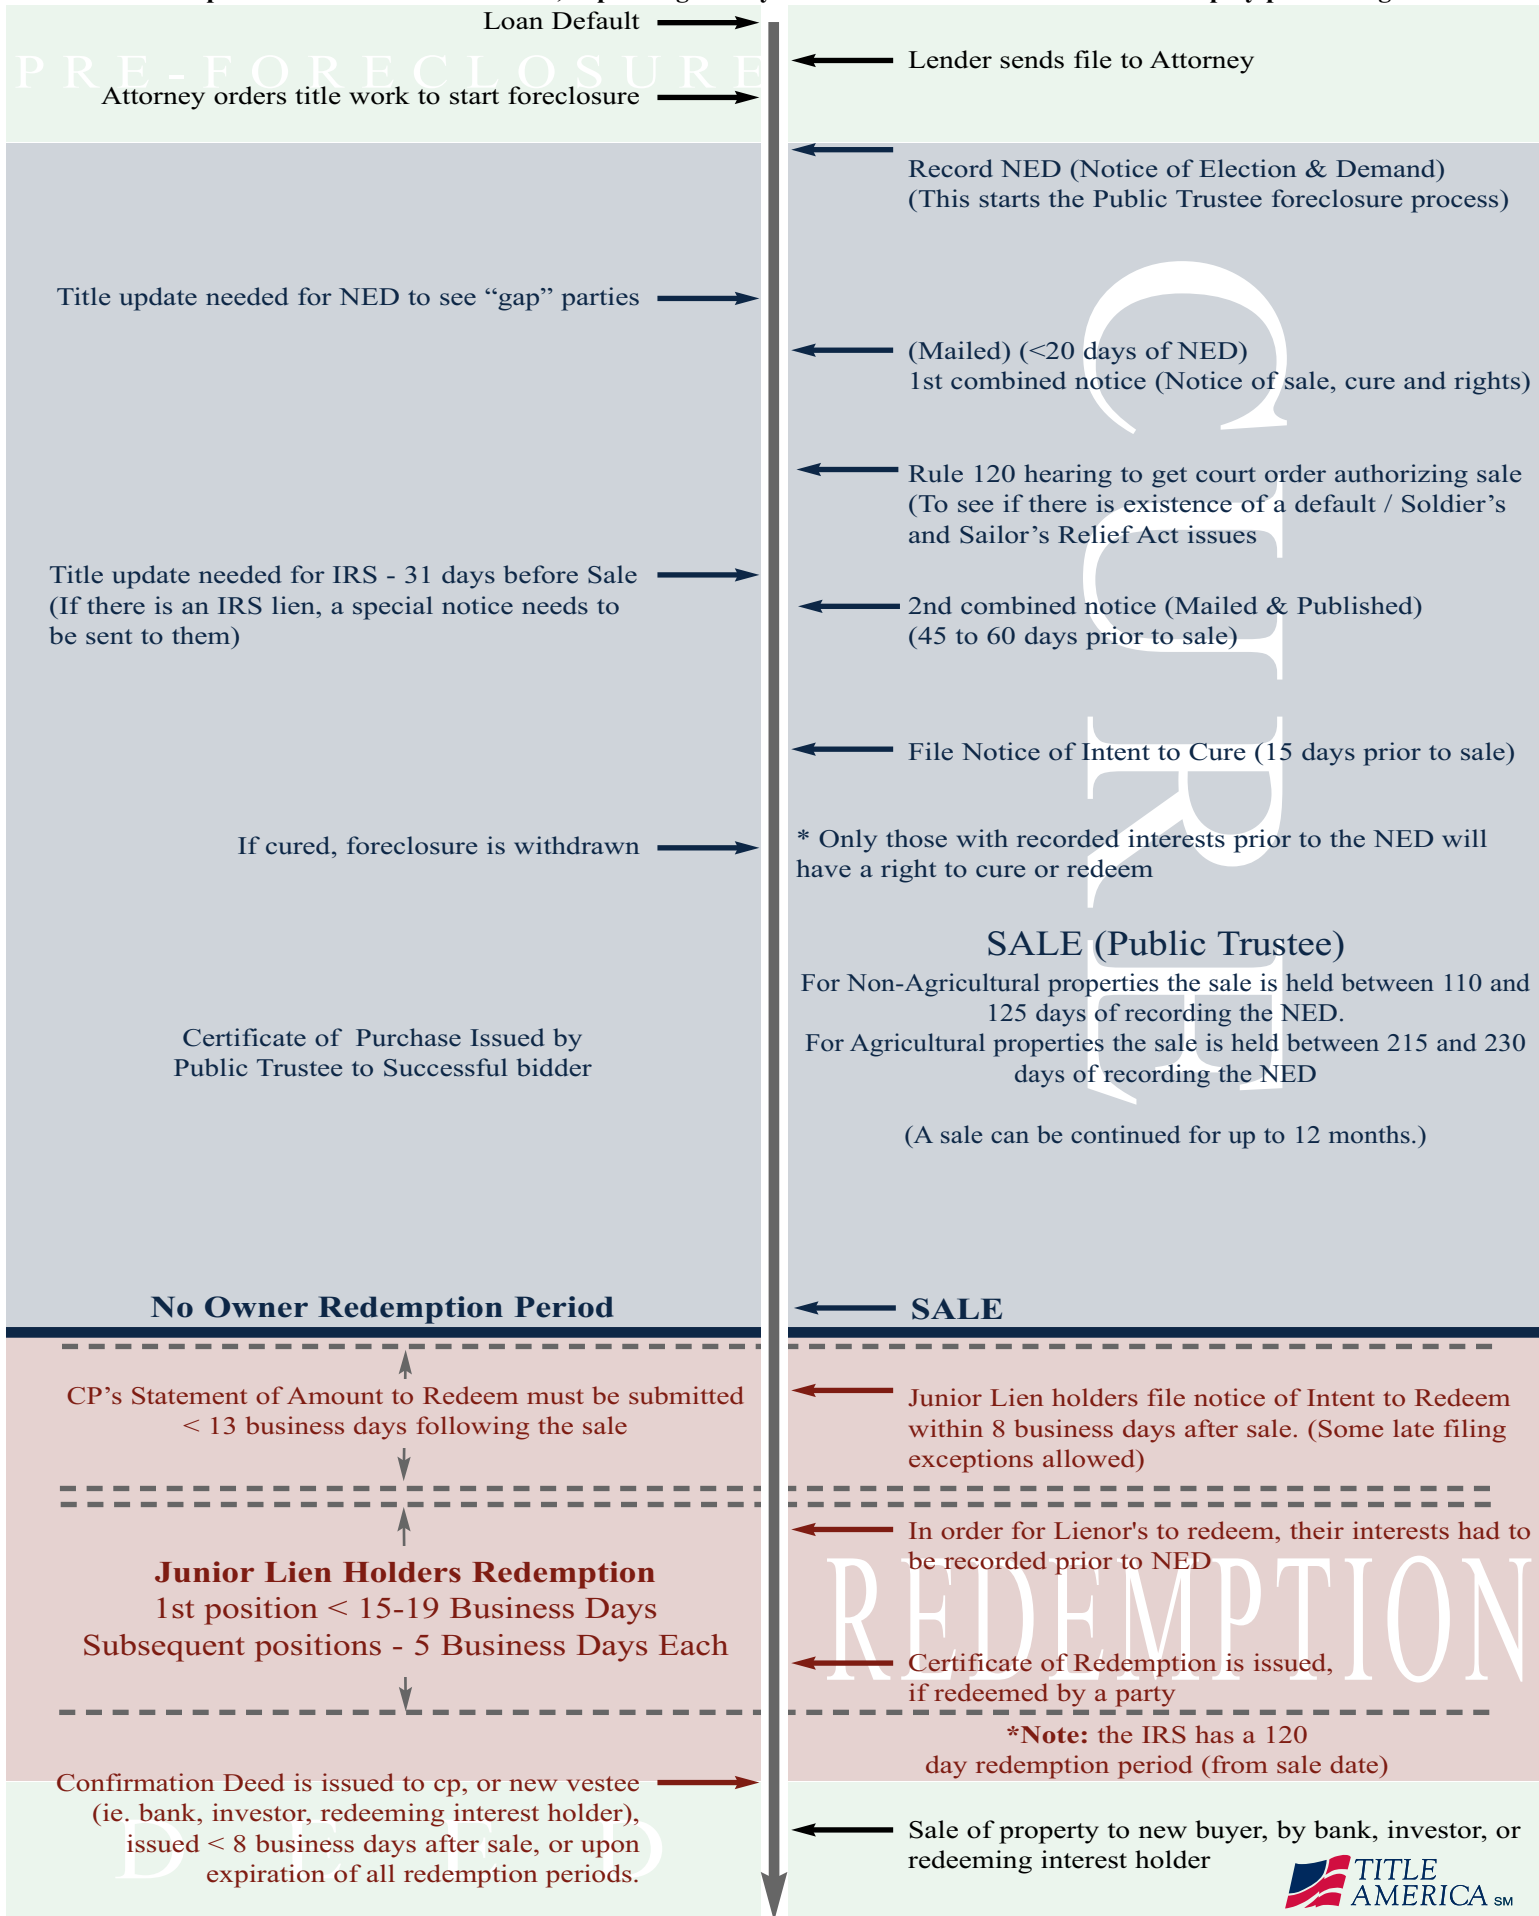 Loan Default
Lender sends file to Attorney
PRE-FORECLOSURE
Attorney orders title work to start foreclosure
Record NED (Notice of Election & Demand)
(This starts the Public Trustee foreclosure process)
Title update needed for NED to see “gap” parties
(Mailed) (<20 days of NED)
1st combined notice (Notice of sale, cure and rights)
CURE
Rule 120 hearing to get court order authorizing sale
(To see if there is existence of a default / Soldier’s
and Sailor’s Relief Act issues
Title update needed for IRS - 31 days before Sale
(If there is an IRS lien, a special notice needs to
be sent to them)
2nd combined notice (Mailed & Published)
(45 to 60 days prior to sale)
File Notice of Intent to Cure (15 days prior to sale)
If cured, foreclosure is withdrawn
* Only those with recorded interests prior to the NED will
have a right to cure or redeem
SALE (Public Trustee)
For Non-Agricultural properties the sale is held between 110 and
125 days of recording the NED.
For Agricultural properties the sale is held between 215 and 230
days of recording the NED
Certificate of Purchase Issued by
Public Trustee to Successful bidder
(A sale can be continued for up to 12 months.)
No Owner Redemption Period
SALE
CP’s Statement of Amount to Redeem must be submitted
< 13 business days following the sale
Junior Lien holders file notice of Intent to Redeem
within 8 business days after sale. (Some late filing
exceptions allowed)
In order for Lienor's to redeem, their interests had to
be recorded prior to NED
Junior Lien Holders Redemption
1st position < 15-19 Business Days
Subsequent positions - 5 Business Days Each
REDEMPTION
Certificate of Redemption is issued,
if redeemed by a party
*Note: the IRS has a 120
day redemption period (from sale date)
Confirmation Deed is issued to cp, or new vestee
(ie. bank, investor, redeeming interest holder),
issued < 8 business days after sale, or upon
expiration of all redemption periods.
DEED
Sale of property to new buyer, by bank, investor, or
redeeming interest holder
TITLE
AMERICA SM